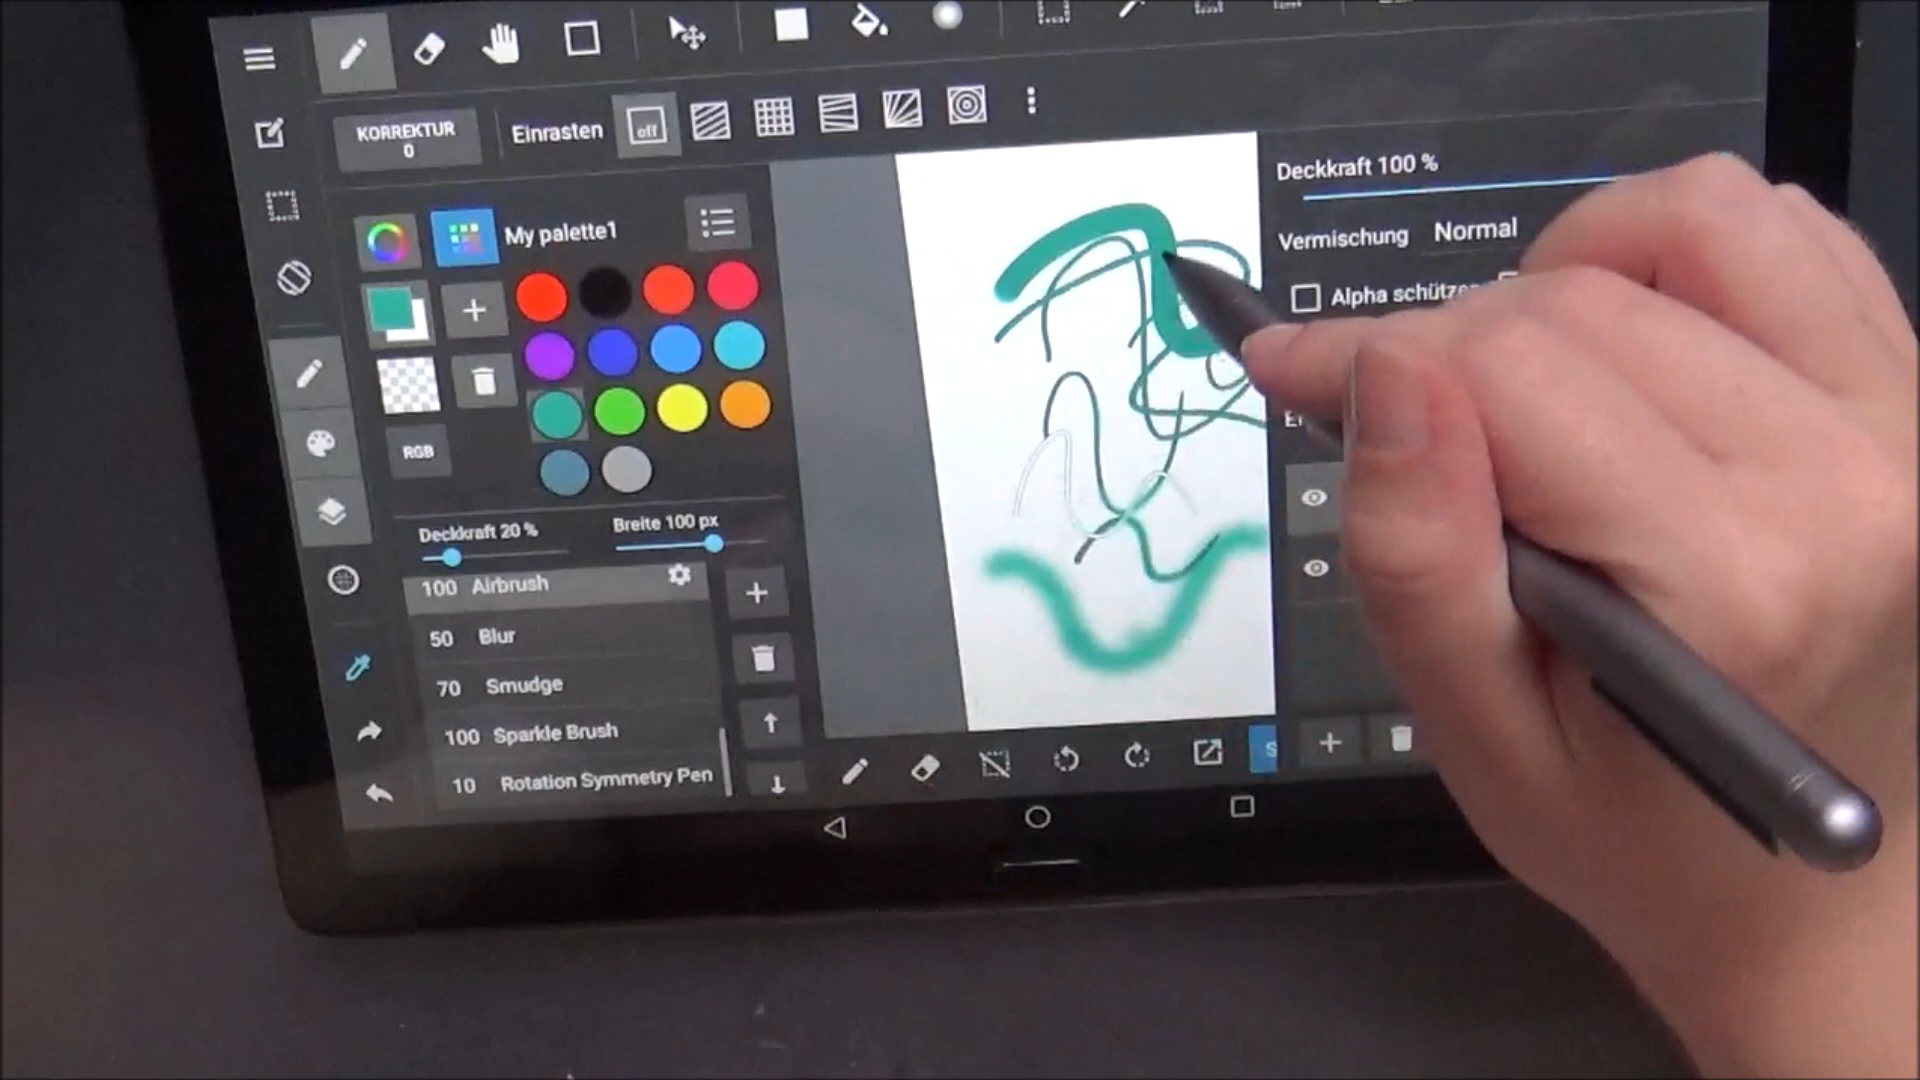 KORREKTUR
0
Einrasten
off
My palette1
RGB
Deckkraft 20 %
Breite 100 px
100 Airbrush
50 Blur
70 Smudge
100 Sparkle Brush
10 Rotation Symmetry Pen
Deckkraft 100 %
Vermischung Normal
Alpha schützen
S